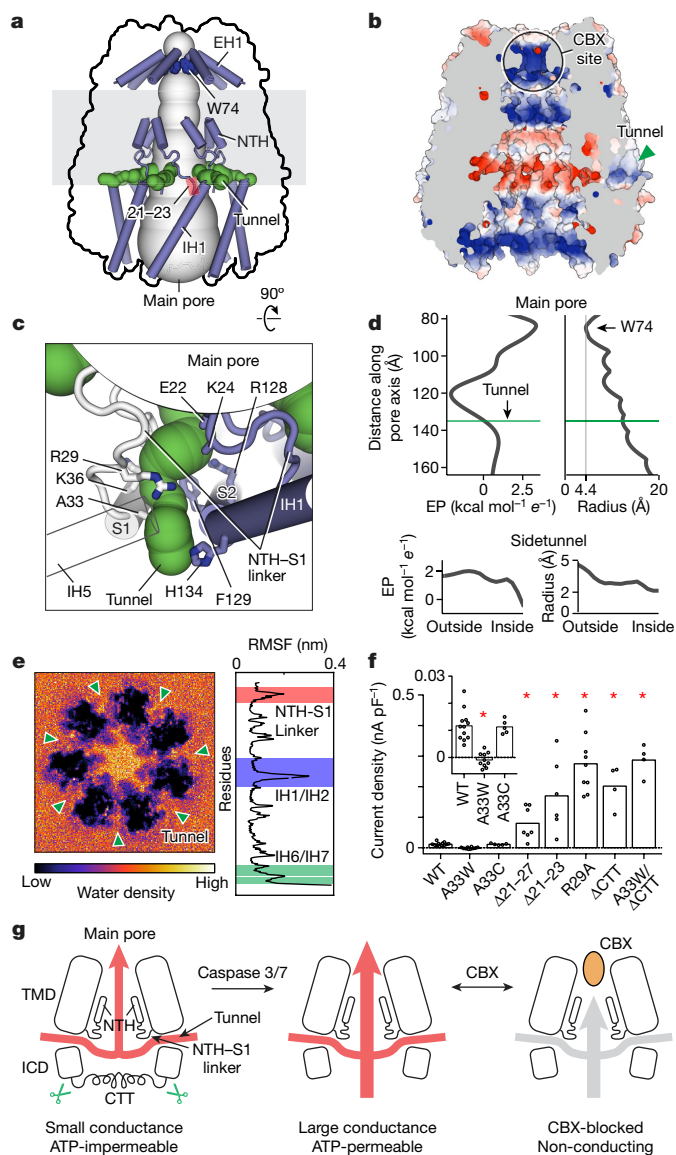 a
EH1
W74
NTH
21–23
Tunnel
IH1
Main pore
90º
b
CBX
site
Tunnel
c
Main pore
E22
K24
R128
R29
K36
A33
S2
IH1
S1
NTH–S1
linker
IH5
Tunnel
H134
F129
d
Main pore
Distance along
pore axis (Å)
80
100
120
140
160
W74
Tunnel
0
2.5
0
4.4
20
EP (kcal mol–1 e–)
Radius (Å)
Sidetunnel
EP
(kcal mol–1 e–)
2
0
Outside
Inside
Radius (Å)
5
2
0
Outside
Inside
e
Tunnel
Low
High
Water density
RMSF (nm)
0
0.4
NTH-S1
Linker
Residues
IH1/IH2
IH6/IH7
f
Current density (nA pF–1)
0.5
0
0.03
0
* * * * * *
WT
A33W
A33C
WT
A33W
A33C
Δ21–27
Δ21–23
R29A
ΔCTT
A33W/
ΔCTT
g
Main pore
TMD
NTH
Caspase 3/7
Tunnel
NTH–S1
linker
ICD
CTT
CBX
CBX
Small conductance
ATP-impermeable
Large conductance
ATP-permeable
CBX-blocked
Non-conducting